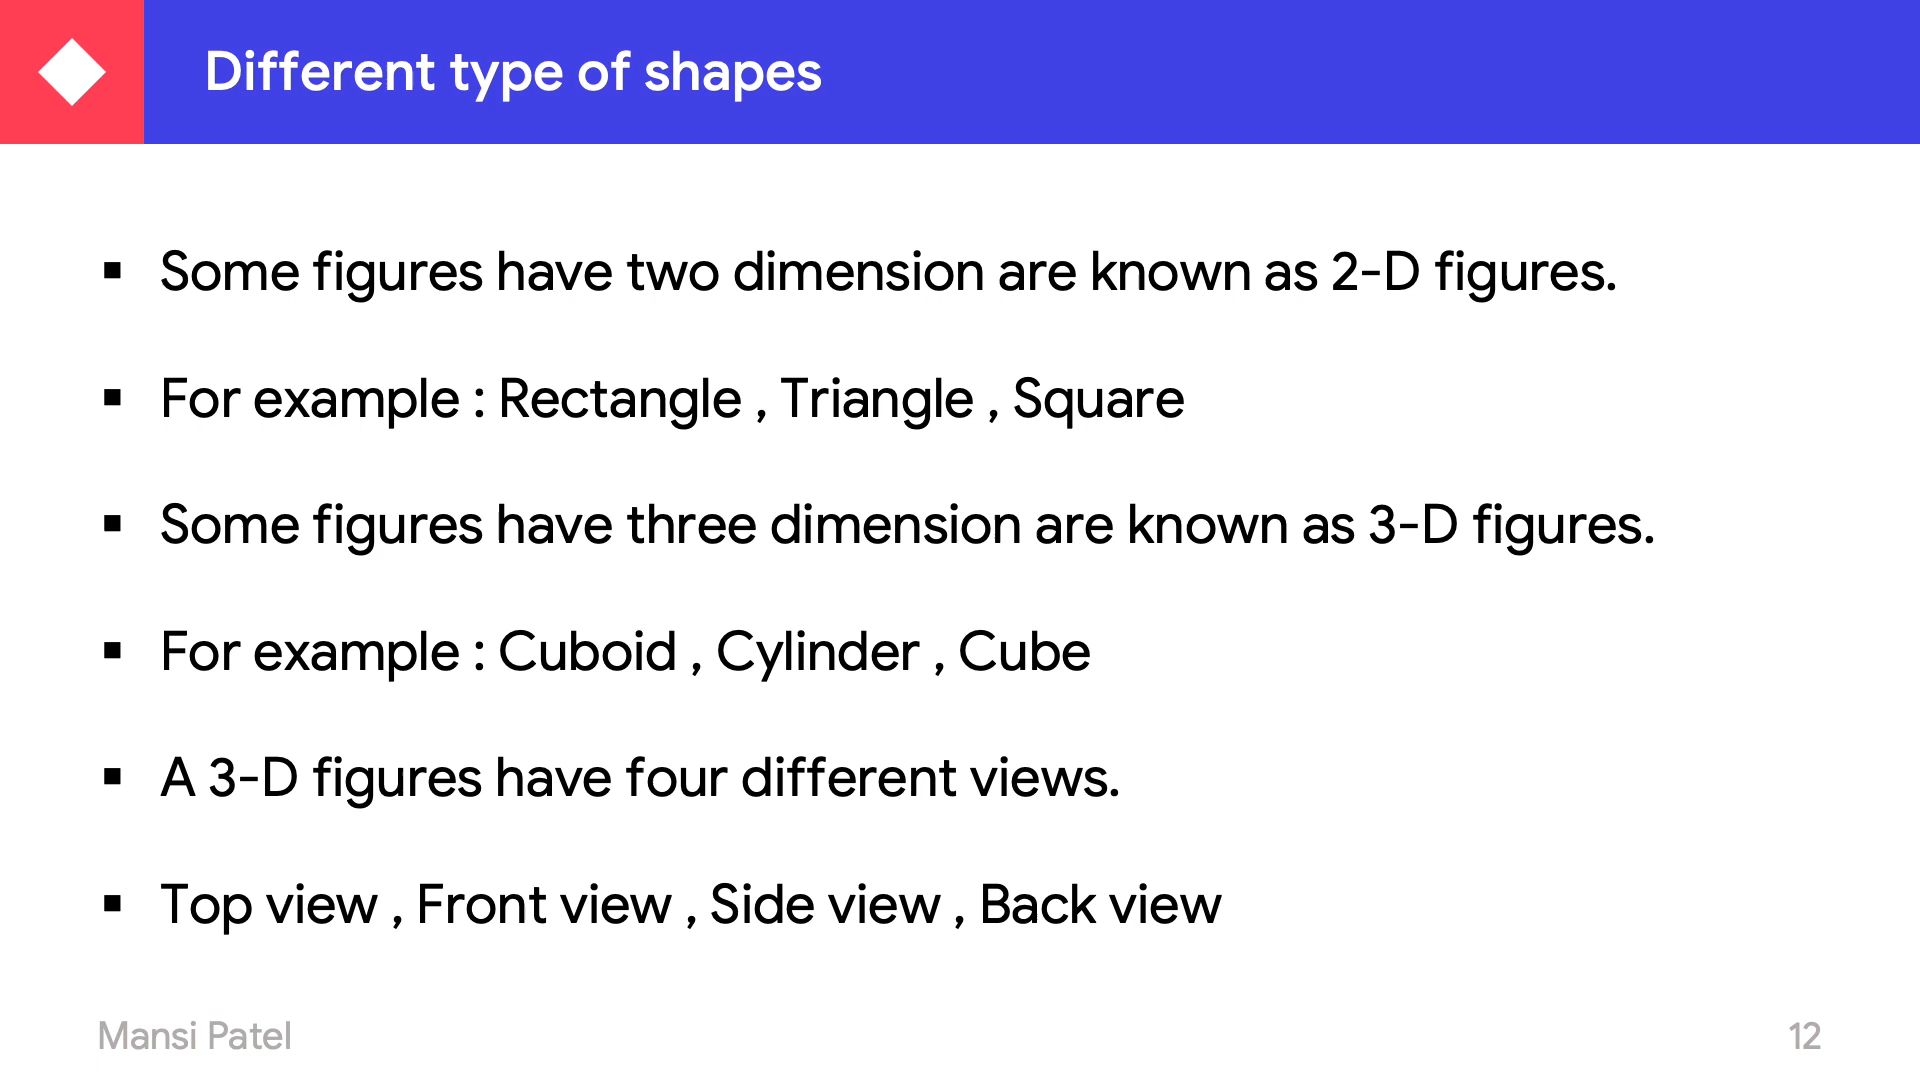 Different type of shapes
▪ Some figures have two dimension are known as 2-D figures.
▪ For example : Rectangle , Triangle , Square
▪ Some figures have three dimension are known as 3-D figures.
▪ For example : Cuboid , Cylinder , Cube
▪ A 3-D figures have four different views.
▪ Top view , Front view , Side view , Back view
Mansi Patel
12